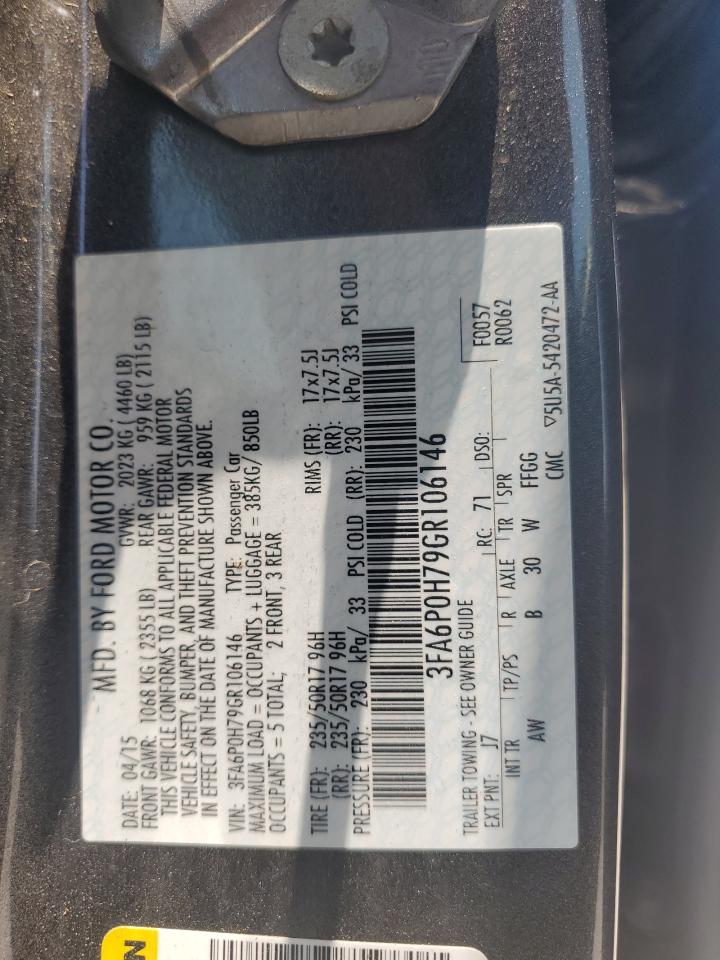 MFD. BY FORD MOTOR CO.
DATE: 04/15 GVWR: 2023 KG ( 4460 LB)
FRONT GAWR: 1068 KG ( 2355 LB) REAR GAWR: 959 KG ( 2115 LB)
THIS VEHICLE CONFORMS TO ALL APPLICABLE FEDERAL MOTOR
VEHICLE SAFETY, BUMPER, AND THEFT PREVENTION STANDARDS
IN EFFECT ON THE DATE OF MANUFACTURE SHOWN ABOVE.
VIN: 3FA6P0H79GR106146 TYPE: Passenger Car
MAXIMUM LOAD = OCCUPANTS + LUGGAGE = 385KG/ 850LB
OCCUPANTS = 5 TOTAL; 2 FRONT, 3 REAR
TIRE (FR): 235/50R17 96H RIMS (FR): 17x7.5J
(RR): 235/50R17 96H (RR): 17x7.5J
PRESSURE (FR): 230 kPa/ 33 PSI COLD (RR): 230 kPa/ 33 PSI COLD
3FA6P0H79GR106146
TRAILER TOWING - SEE OWNER GUIDE F0057
EXT PNT: J7 RC: 71 DSO: R0062
INT TR TP/PS R AXLE TR SPR
AW B 30 W FFGG
CMC ▽5U5A-5420472-AA